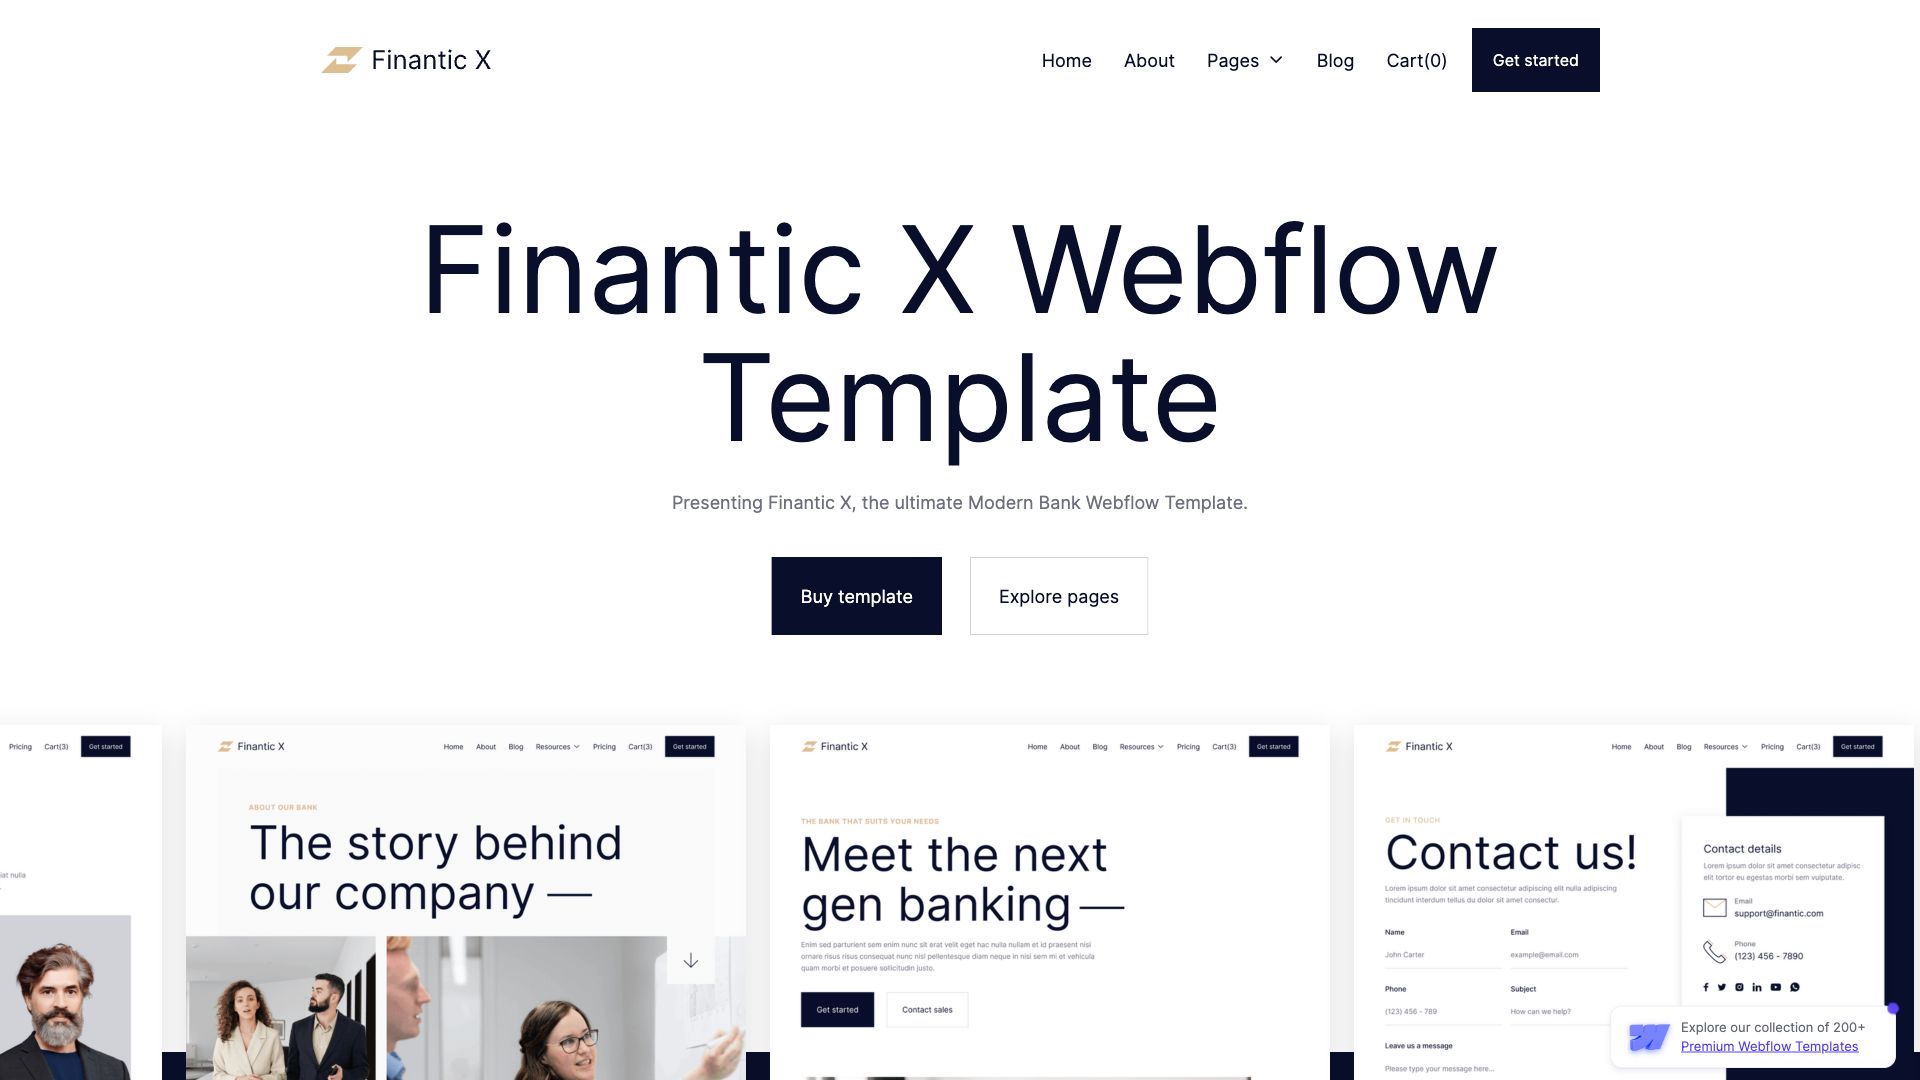 Finantic X
Home About Pages Blog Cart(0) Get started
Finantic X Webflow
Template
Presenting Finantic X, the ultimate Modern Bank Webflow Template.
Buy template Explore pages
Pricing Cart(3) Get started
iat nulla
Finantic X Home About Blog Resources Pricing Cart(3) Get started
ABOUT OUR BANK
The story behind
our company —
Finantic X Home About Blog Resources Pricing Cart(3) Get started
THE BANK THAT SUITS YOUR NEEDS
Meet the next
gen banking —
Enim sed parturient sem enim nunc sit erat velit eget hac nulla nullam et id praesent nisi
ornare risus risus consequat nunc nisl pellentesque diam neque in nisi sem mi et vehicula
quam morbi et posuere sollicitudin justo.
Get started Contact sales
Finantic X Home About Blog Resources Pricing Cart(3) Get started
GET IN TOUCH
Contact us!
Lorem ipsum dolor sit amet consectetur adipiscing elit nulla adipiscing
tincidunt interdum tellus du dolor sit amet consectetur.
Name Email
John Carter example@email.com
Phone Subject
(123) 456 - 789 How can we help?
Leave us a message
Please type your message here...
Contact details
Lorem ipsum dolor sit amet consectetur adipisc
elit tortor eu egestas morbi sem vulputate.
Email
support@finantic.com
Phone
(123) 456 - 7890
Explore our collection of 200+
Premium Webflow Templates